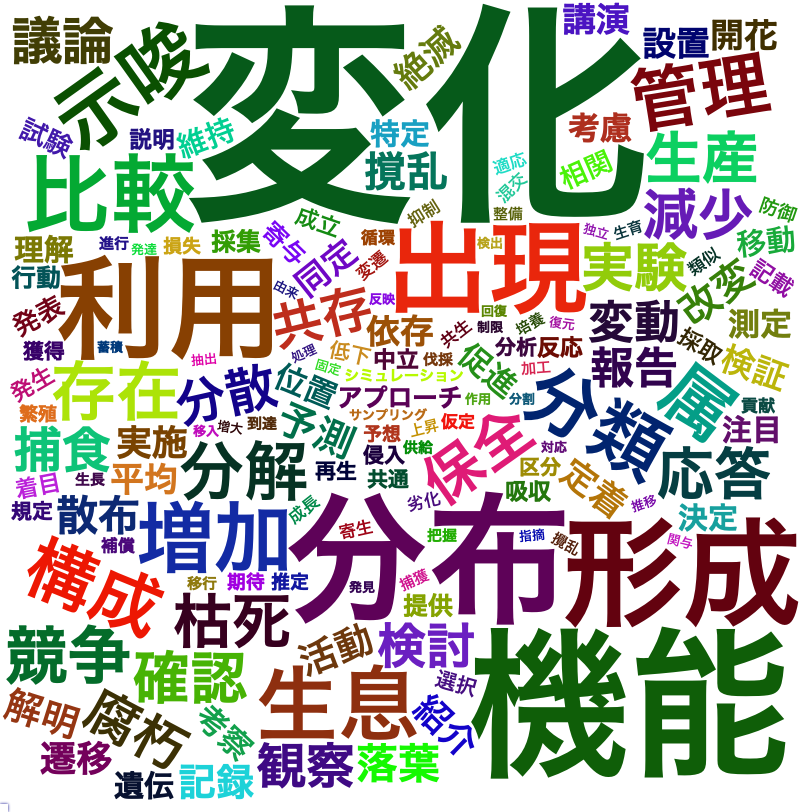 変化
議論
示唆
絶滅
講演
設置
開花
管理
試験
説明
維持
特定
考慮
比較
撹乱
適応
混交
相関
生産
減少
防御
理解
進行
発達
損失
採集
寄与
成立
抑制
整備
循環
検出
独立
生育
移動
行動
利用
同定
変遷
出現
実験
類似
改変
記載
発表
由来
反映
共存
依存
回復
共生
制限
培養
復元
変動
測定
獲得
蓄積
抽出
処理
低下
中立
伐採
促進
分析
反応
採取
検証
報告
発生
存在
分散
位置
固定
シミュレーション
加工
属
貢献
繁殖
アプローチ
作用
分割
分類
注目
捕食
実施
移入
増大
到達
予測
サンプリング
予想
上昇
仮定
保全
対応
着目
生長
平均
分解
再生
侵入
供給
共通
区分
定着
応答
規定
散布
増加
成長
劣化
吸収
推移
決定
補償
分布
寄生
把握
指摘
攪乱
関与
形成
構成
移行
期待
推定
発見
捕獲
提供
枯死
競争
確認
活動
検討
選択
機能
解明
腐朽
考察
生息
紹介
遷移
遺伝
記録
観察
落葉